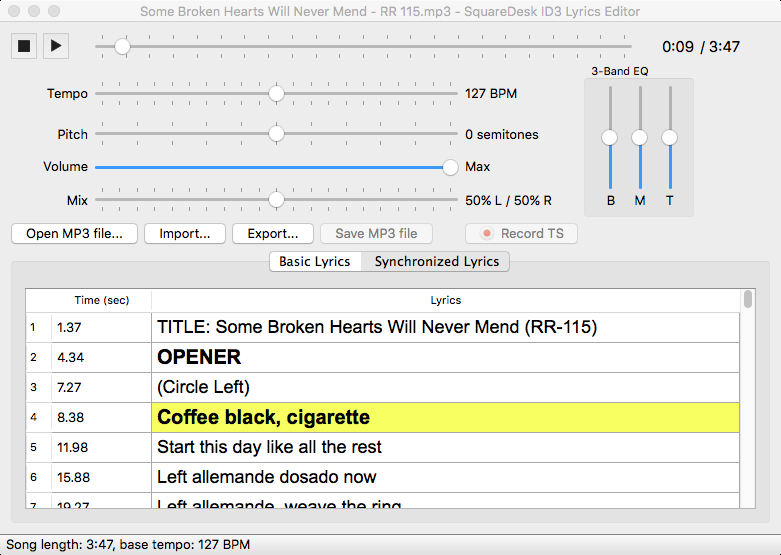 Some Broken Hearts Will Never Mend - RR 115.mp3 - SquareDesk ID3 Lyrics Editor
0:09 / 3:47
3-Band EQ
Tempo 127 BPM
Pitch 0 semitones
Volume Max
Mix 50% L / 50% R
B M T
Open MP3 file... Import... Export... Save MP3 file Record TS
Basic Lyrics Synchronized Lyrics
Time (sec) Lyrics
1 1.37 TITLE: Some Broken Hearts Will Never Mend (RR-115)
2 4.34 OPENER
3 7.27 (Circle Left)
4 8.38 Coffee black, cigarette
5 11.98 Start this day like all the rest
6 15.88 Left allemande dosado now
7 19.27 Left allemande, weave the ring
Song length: 3:47, base tempo: 127 BPM